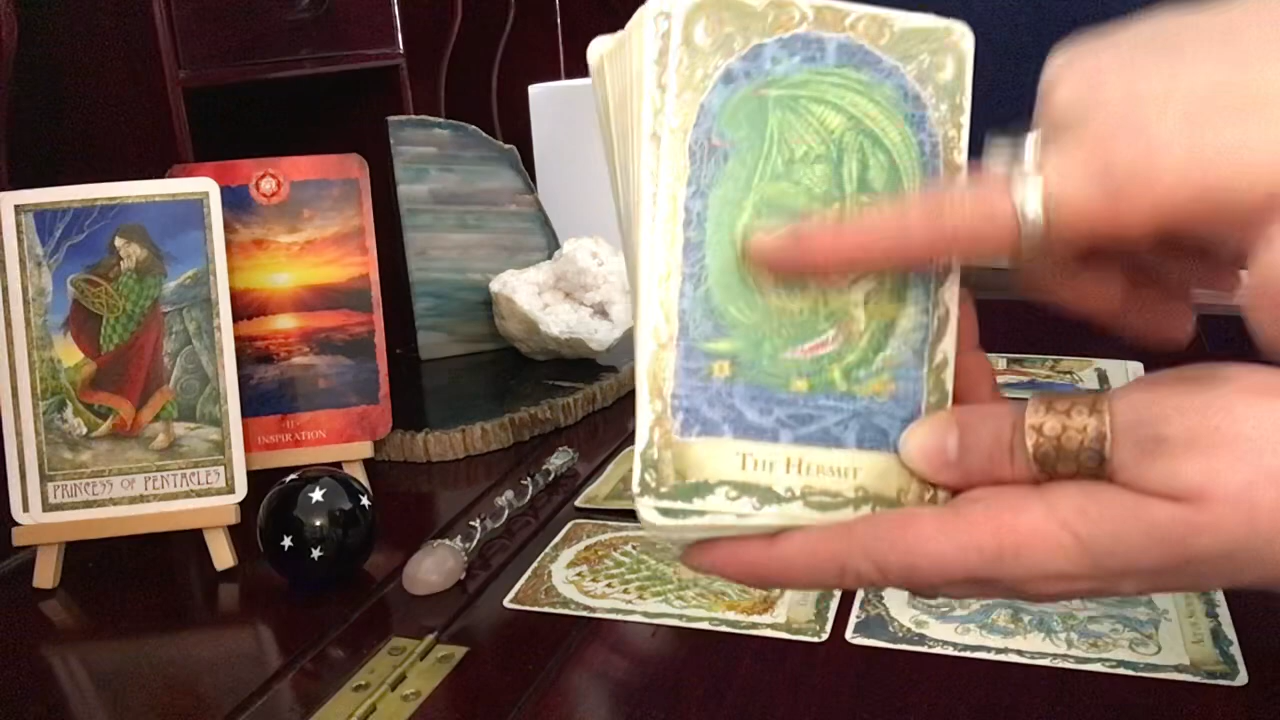 PRINCESS OF PENTACLES
·II·
INSPIRATION
THE HERMIT